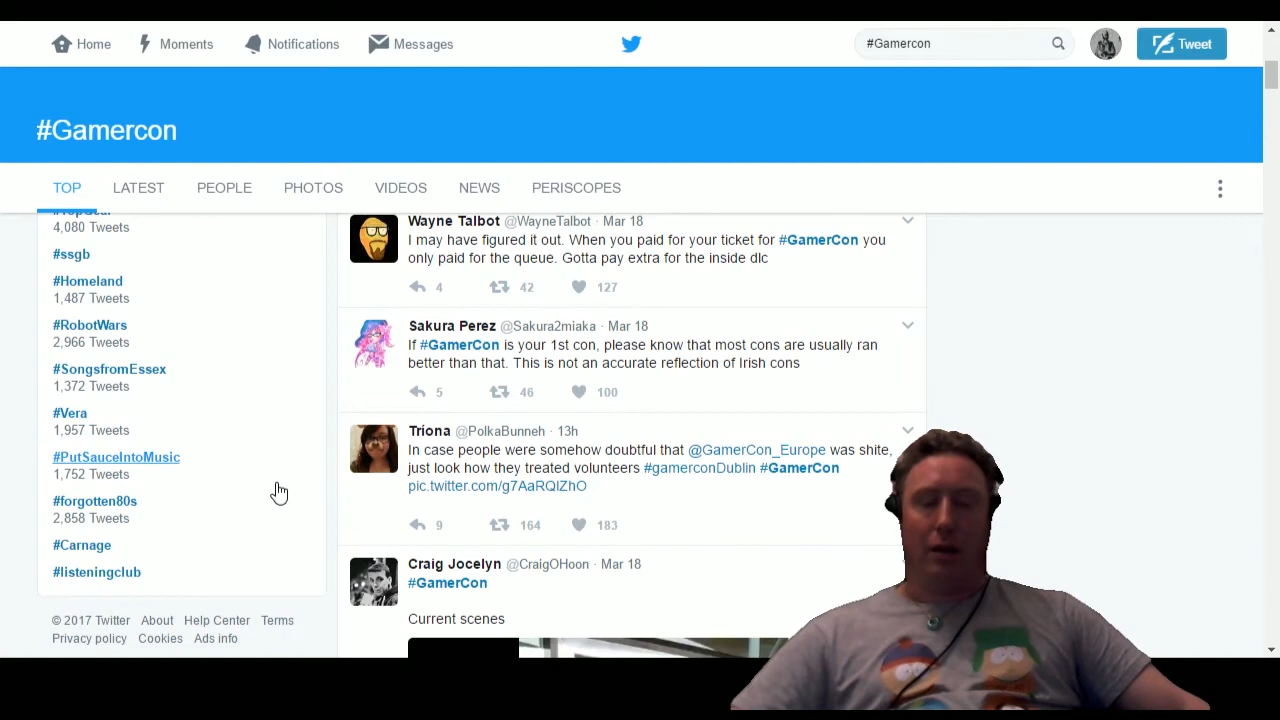 Home
Moments
Notifications
Messages
#Gamercon
Tweet
#Gamercon
TOP
LATEST
PEOPLE
PHOTOS
VIDEOS
NEWS
PERISCOPES
4,080 Tweets
#ssgb
#Homeland
1,487 Tweets
#RobotWars
2,966 Tweets
#SongsfromEssex
1,372 Tweets
#Vera
1,957 Tweets
#PutSauceIntoMusic
1,752 Tweets
#forgotten80s
2,858 Tweets
#Carnage
#listeningclub
© 2017 Twitter About Help Center Terms
Privacy policy Cookies Ads info
Wayne Talbot @WayneTalbot · Mar 18
I may have figured it out. When you paid for your ticket for #GamerCon you
only paid for the queue. Gotta pay extra for the inside dlc
4 42 127
Sakura Perez @Sakura2miaka · Mar 18
If #GamerCon is your 1st con, please know that most cons are usually ran
better than that. This is not an accurate reflection of Irish cons
5 46 100
Tríona @PolkaBunneh · 13h
In case people were somehow doubtful that @GamerCon_Europe was shite,
just look how they treated volunteers #gamerconDublin #GamerCon
pic.twitter.com/g7AaRQIZhO
9 164 183
Craig Jocelyn @CraigOHoon · Mar 18
#GamerCon
Current scenes